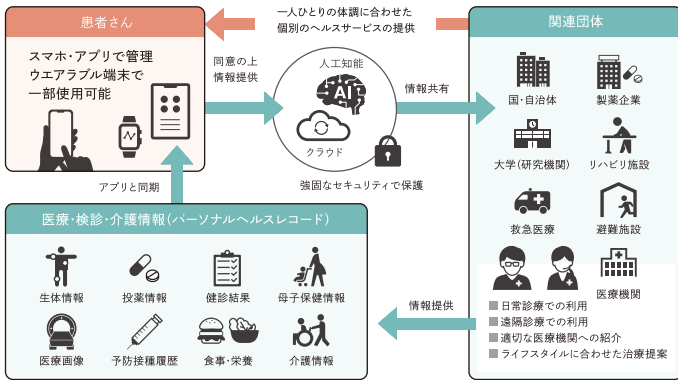 患者さん
スマホ・アプリで管理
ウエアラブル端末で
一部使用可能
一人ひとりの体調に合わせた
個別のヘルスサービスの提供
同意の上
情報提供
人工知能
AI
クラウド
強固なセキュリティで保護
情報共有
関連団体
国・自治体
製薬企業
大学(研究機関)
リハビリ施設
救急医療
避難施設
医療機関
■日常診療での利用
■遠隔診療での利用
■適切な医療機関への紹介
■ライフスタイルに合わせた治療提案
アプリと同期
情報提供
医療・検診・介護情報(パーソナルヘルスレコード)
生体情報
投薬情報
健診結果
母子保健情報
医療画像
予防接種履歴
食事・栄養
介護情報